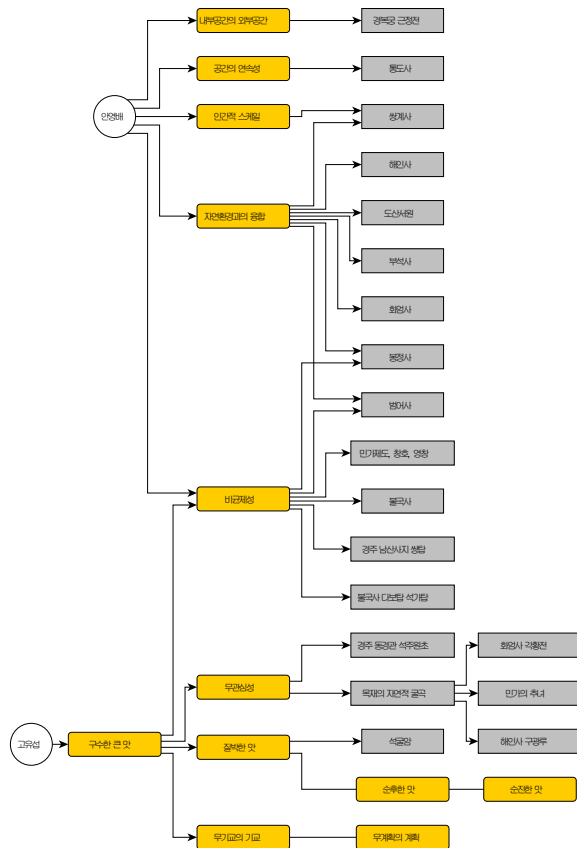 내부공간의 외부공간
경복궁 근정전
공간의 연속성
통도사
안영배
인간적 스케일
쌍계사
해인사
자연환경과의 융합
도산서원
부석사
화엄사
봉정사
범어사
민가제도, 창호, 영창
비균제성
불국사
경주 남산사지 쌍탑
불국사 다보탑 석가탑
경주 동경관 석주원초
화엄사 각황전
무관심성
목재의 자연적 굴곡
민가의 추녀
고유섭
구수한 큰 맛
질박한 맛
석굴암
해인사 구광루
순후한 맛
순진한 맛
무기교의 기교
무계획의 계획